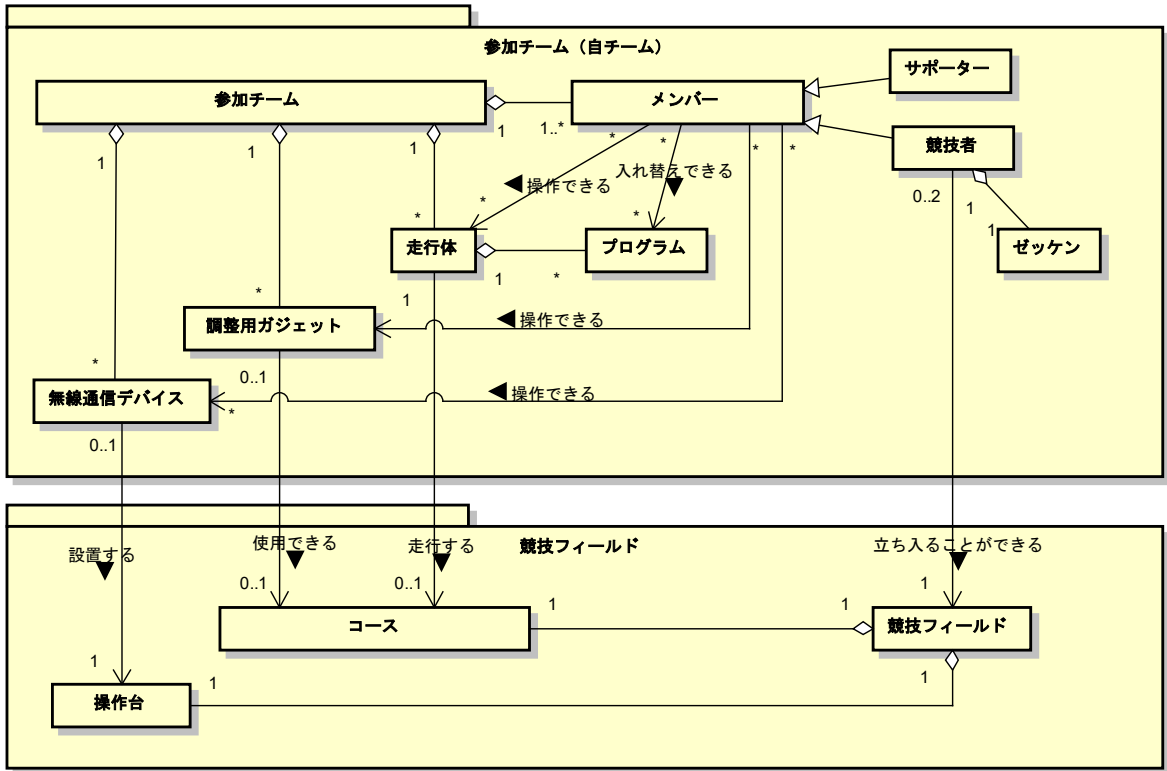 参加チーム（自チーム）
サポーター
参加チーム
メンバー
1
1..*
競技者
1
1
1
*
*
*
*
入れ替えできる
操作できる
0..2
1
*
*
*
1
走行体
プログラム
ゼッケン
1
*
*
1
調整用ガジェット
操作できる
*
0..1
無線通信デバイス
操作できる
*
0..1
設置する
使用できる
走行する
競技フィールド
立ち入ることができる
0..1
0..1
1
1
1
コース
競技フィールド
1
1
1
操作台